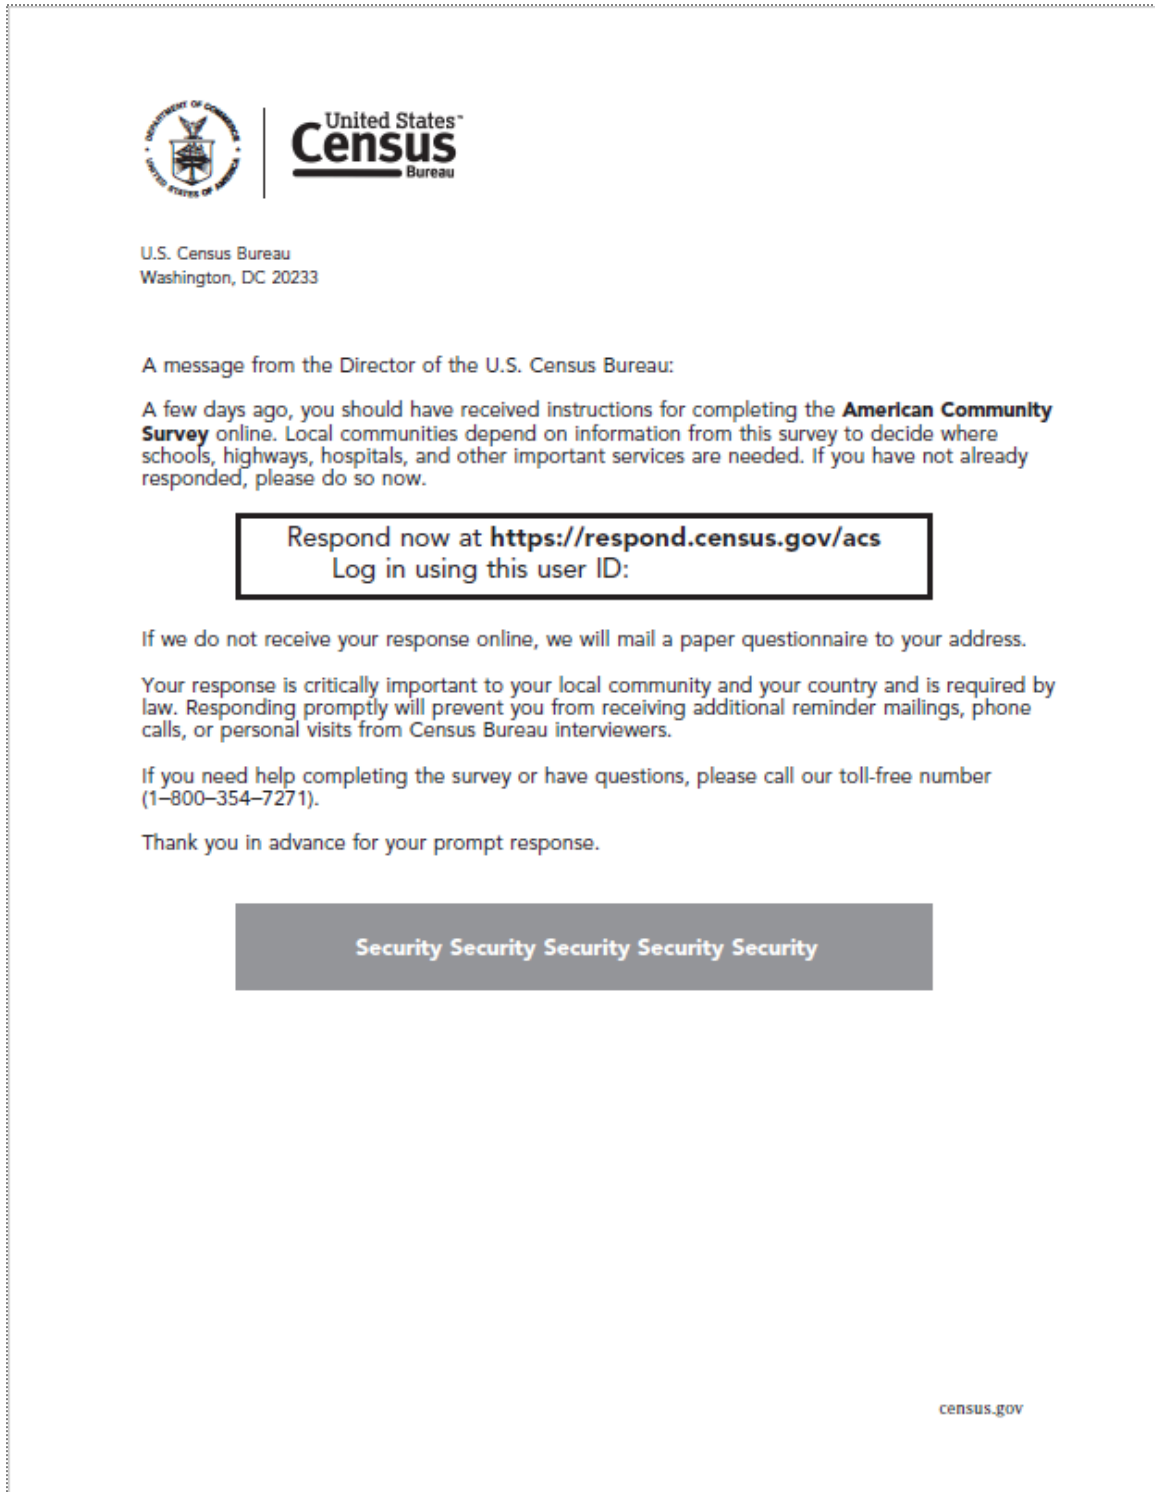 DEPARTMENT OF COMMERCE
UNITED STATES OF AMERICA
United States™
Census
Bureau
U.S. Census Bureau
Washington, DC 20233
A message from the Director of the U.S. Census Bureau:
A few days ago, you should have received instructions for completing the American Community
Survey online. Local communities depend on information from this survey to decide where
schools, highways, hospitals, and other important services are needed. If you have not already
responded, please do so now.
Respond now at https://respond.census.gov/acs
Log in using this user ID:
If we do not receive your response online, we will mail a paper questionnaire to your address.
Your response is critically important to your local community and your country and is required by
law. Responding promptly will prevent you from receiving additional reminder mailings, phone
calls, or personal visits from Census Bureau interviewers.
If you need help completing the survey or have questions, please call our toll-free number
(1–800–354–7271).
Thank you in advance for your prompt response.
Security Security Security Security Security
census.gov